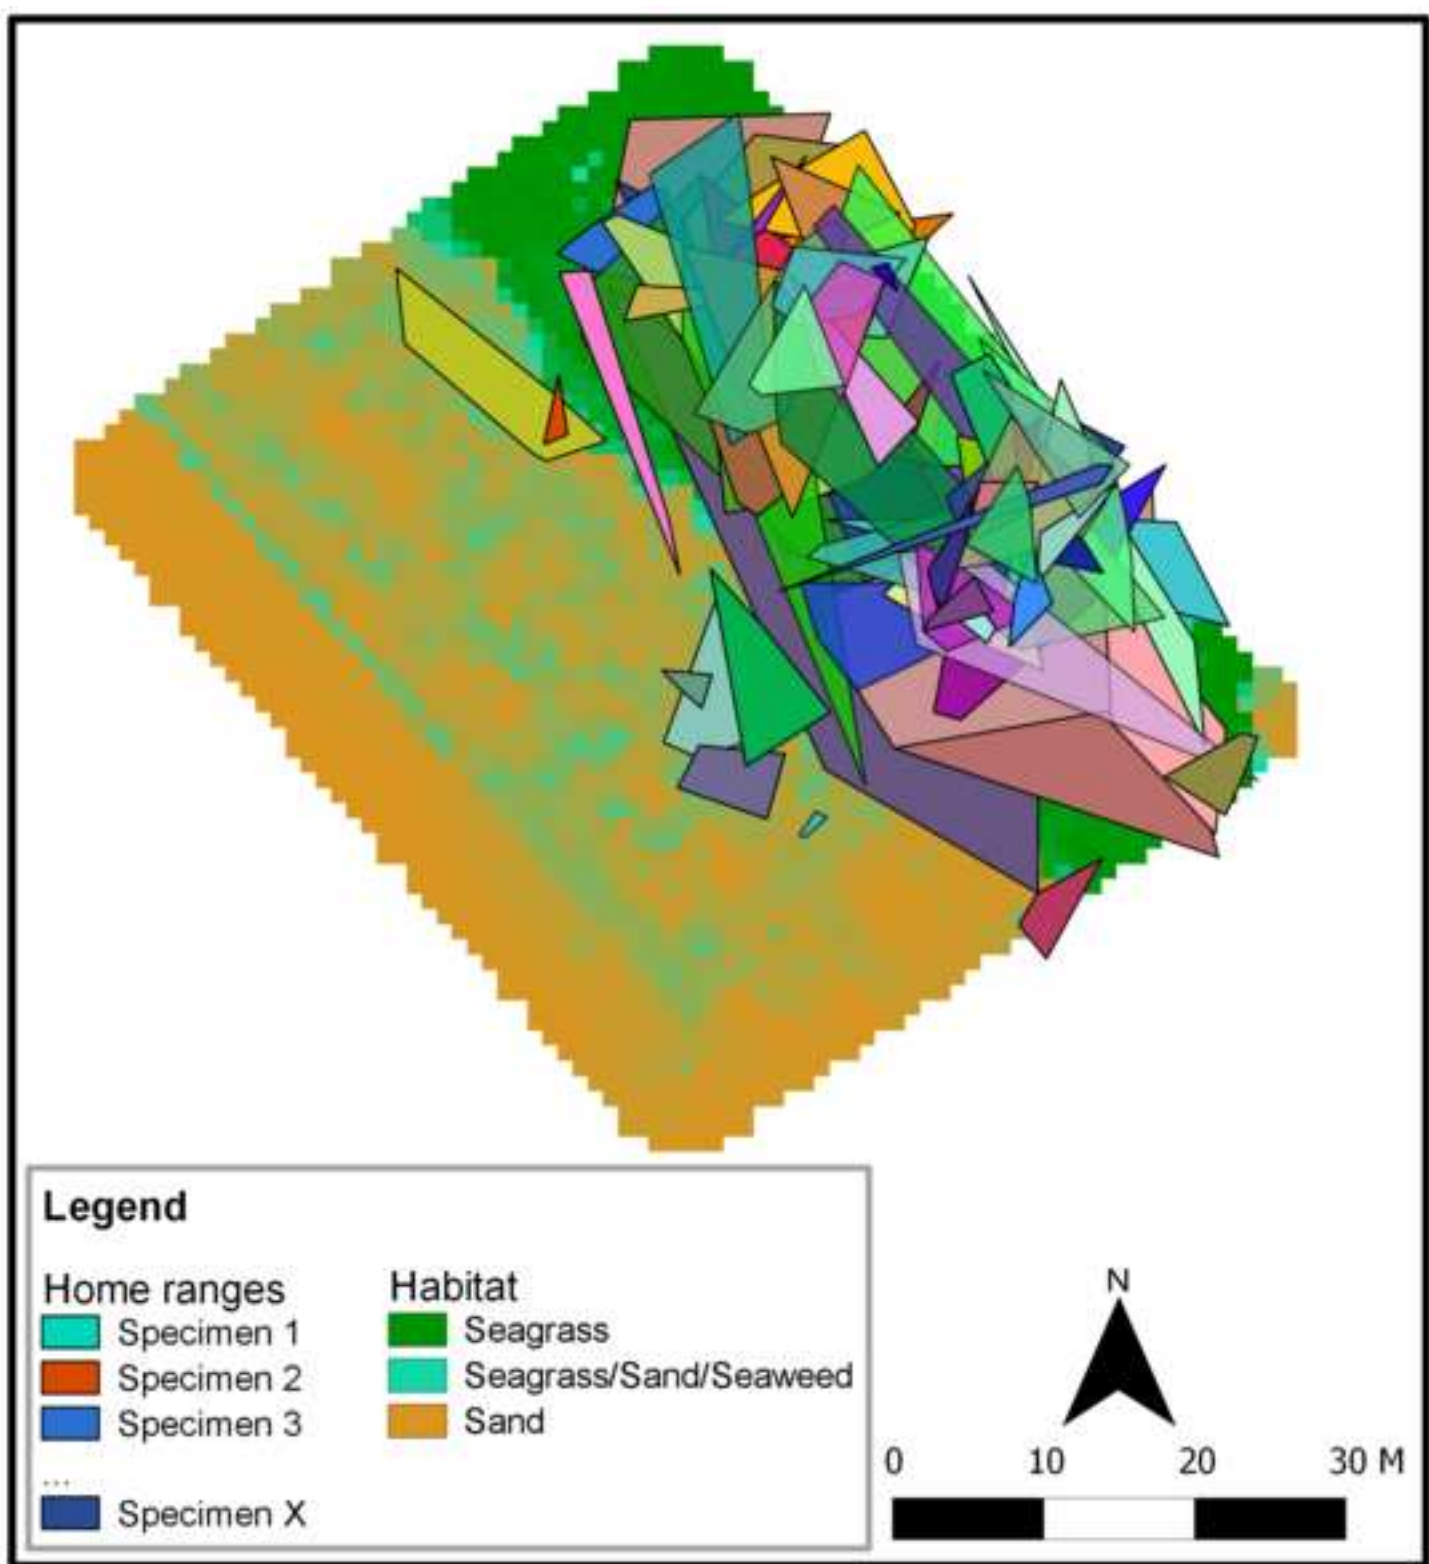 Legend
Home ranges
Specimen 1
Specimen 2
Specimen 3
...
Specimen X
Habitat
Seagrass
Seagrass/Sand/Seaweed
Sand
N
0 10 20 30 M